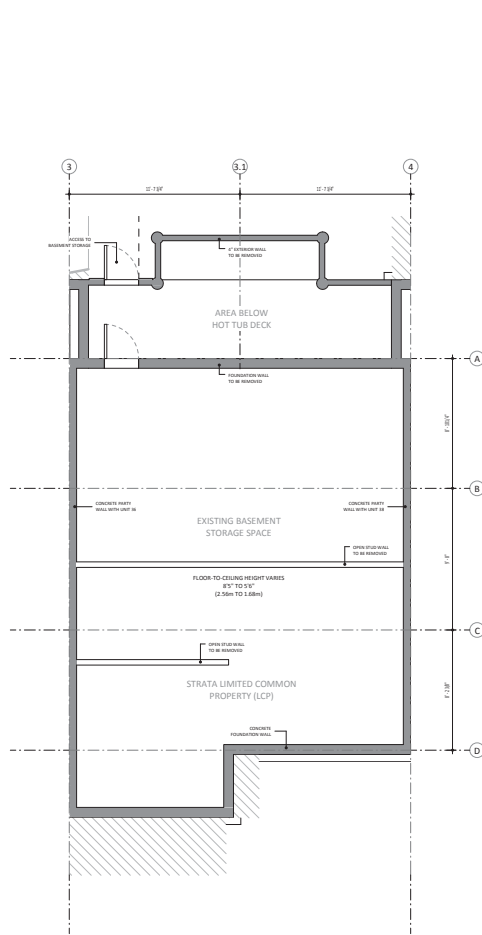 3
3.1
4
12'-7 3/4"
12'-7 3/4"
ACCESS TO
BASEMENT STORAGE
6" EXTERIOR WALL
TO BE REMOVED
AREA BELOW
HOT TUB DECK
A
FOUNDATION WALL
TO BE REMOVED
B
CONCRETE PARTY
WALL WITH UNIT 36
CONCRETE PARTY
WALL WITH UNIT 38
EXISTING BASEMENT
STORAGE SPACE
OPEN STUD WALL
TO BE REMOVED
FLOOR-TO-CEILING HEIGHT VARIES
8'5" TO 5'6"
(2.56m TO 1.68m)
C
OPEN STUD WALL
TO BE REMOVED
STRATA LIMITED COMMON
PROPERTY (LCP)
CONCRETE
FOUNDATION WALL
D